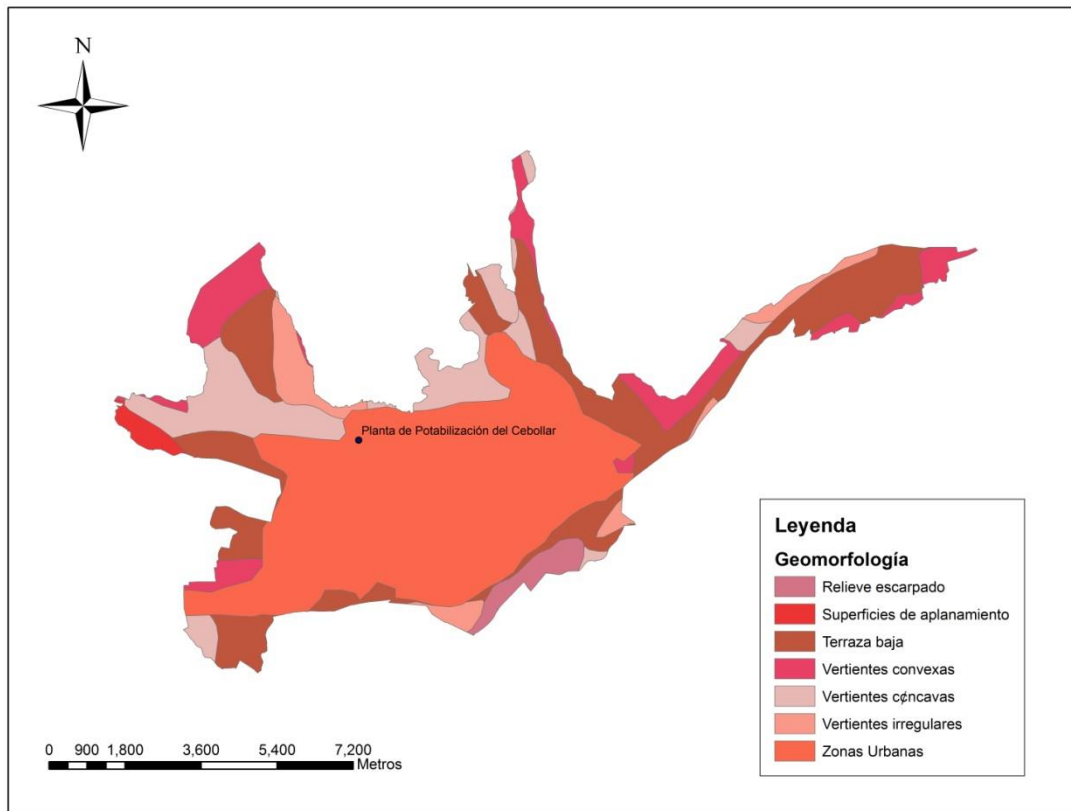 N
Planta de Potabilización del Cebollar
Leyenda
Geomorfología
Relieve escarpado
Superficies de aplanamiento
Terraza baja
Vertientes convexas
Vertientes c¢ncavas
Vertientes irregulares
Zonas Urbanas
0 900 1,800 3,600 5,400 7,200
Metros